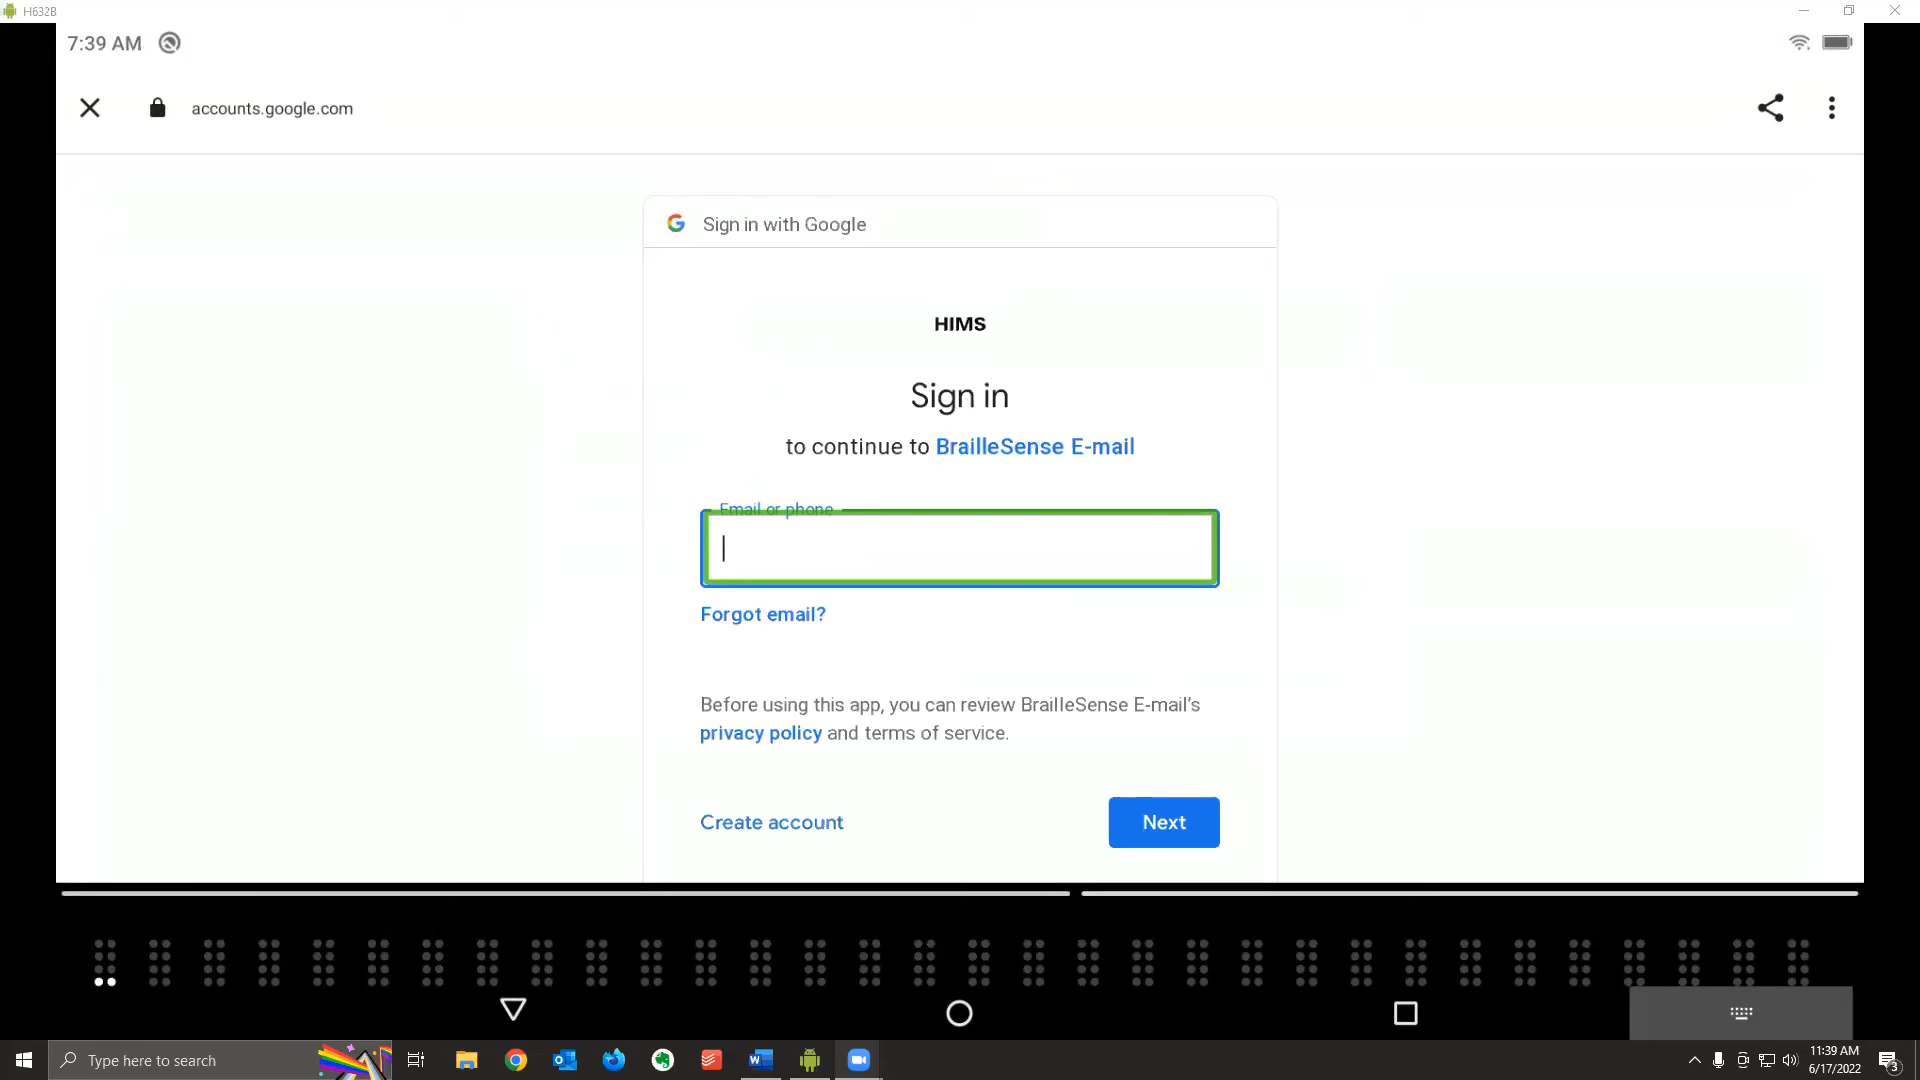 H632B
7:39 AM
accounts.google.com
Sign in with Google
HIMS
Sign in
to continue to BrailleSense E-mail
Email or phone
Forgot email?
Before using this app, you can review BrailleSense E-mail's
privacy policy and terms of service.
Create account
Next
Type here to search
11:39 AM
6/17/2022
3